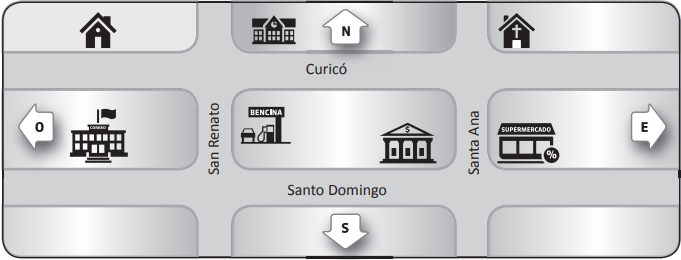 N
Curicó
O
CORREO
San Renato
BENCINA
$
Santa Ana
SUPERMERCADO
%
E
Santo Domingo
S